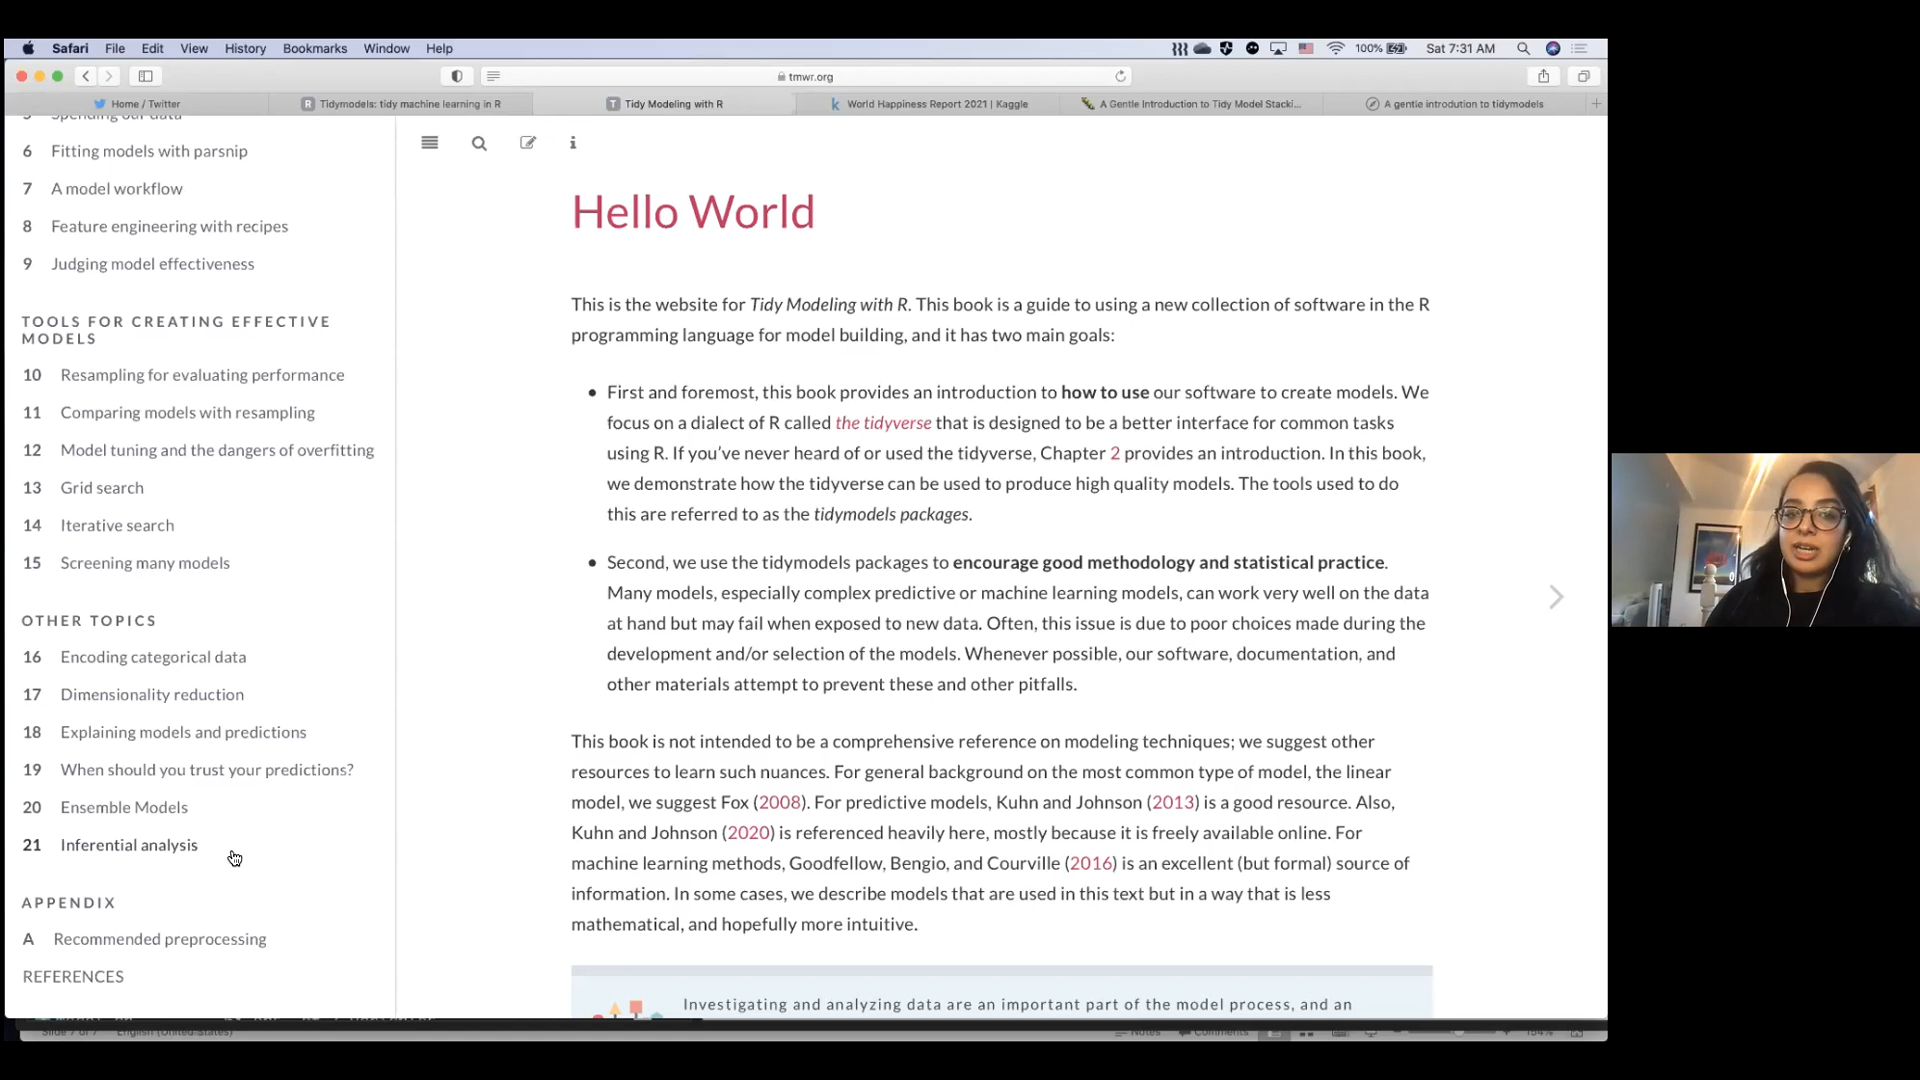 Safari File Edit View History Bookmarks Window Help 100% Sat 7:31 AM
tmwr.org
Home / Twitter Tidymodels: tidy machine learning in R Tidy Modeling with R World Happiness Report 2021 | Kaggle A Gentle Introduction to Tidy Model Stacki... A gentle introdution to tidymodels
5 Spending our data
6 Fitting models with parsnip
7 A model workflow
8 Feature engineering with recipes
9 Judging model effectiveness
TOOLS FOR CREATING EFFECTIVE
MODELS
10 Resampling for evaluating performance
11 Comparing models with resampling
12 Model tuning and the dangers of overfitting
13 Grid search
14 Iterative search
15 Screening many models
OTHER TOPICS
16 Encoding categorical data
17 Dimensionality reduction
18 Explaining models and predictions
19 When should you trust your predictions?
20 Ensemble Models
21 Inferential analysis
APPENDIX
A Recommended preprocessing
REFERENCES
Hello World
This is the website for Tidy Modeling with R. This book is a guide to using a new collection of software in the R
programming language for model building, and it has two main goals:
• First and foremost, this book provides an introduction to how to use our software to create models. We
focus on a dialect of R called the tidyverse that is designed to be a better interface for common tasks
using R. If you've never heard of or used the tidyverse, Chapter 2 provides an introduction. In this book,
we demonstrate how the tidyverse can be used to produce high quality models. The tools used to do
this are referred to as the tidymodels packages.
• Second, we use the tidymodels packages to encourage good methodology and statistical practice.
Many models, especially complex predictive or machine learning models, can work very well on the data
at hand but may fail when exposed to new data. Often, this issue is due to poor choices made during the
development and/or selection of the models. Whenever possible, our software, documentation, and
other materials attempt to prevent these and other pitfalls.
This book is not intended to be a comprehensive reference on modeling techniques; we suggest other
resources to learn such nuances. For general background on the most common type of model, the linear
model, we suggest Fox (2008). For predictive models, Kuhn and Johnson (2013) is a good resource. Also,
Kuhn and Johnson (2020) is referenced heavily here, mostly because it is freely available online. For
machine learning methods, Goodfellow, Bengio, and Courville (2016) is an excellent (but formal) source of
information. In some cases, we describe models that are used in this text but in a way that is less
mathematical, and hopefully more intuitive.
Investigating and analyzing data are an important part of the model process, and an
Slide 7 of 7 English (United States) Notes Comments 154%